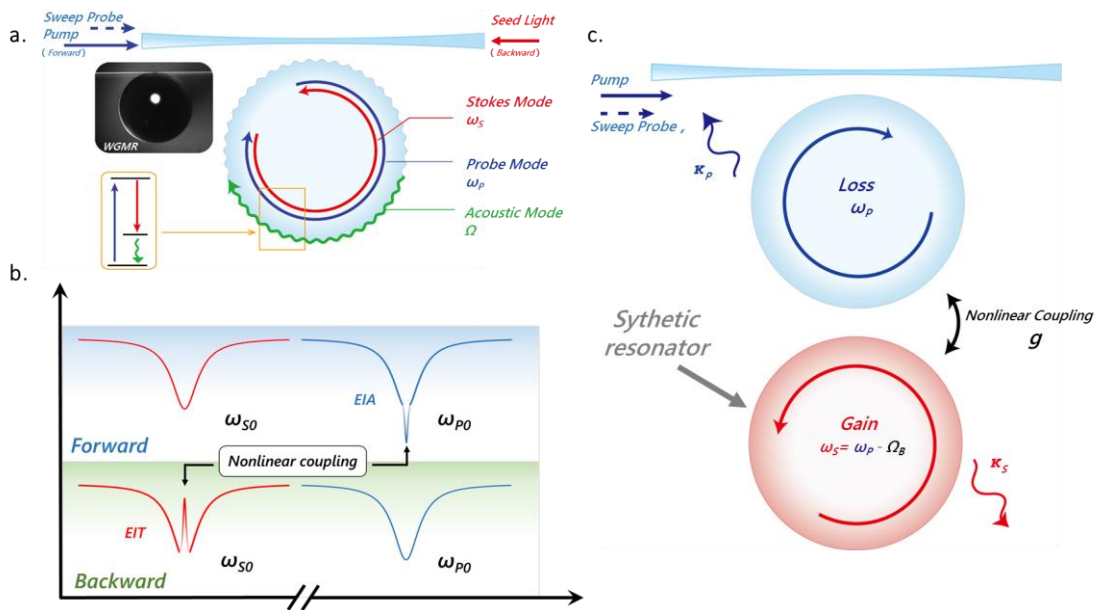 a.
Sweep Probe
Pump
( Forward )
Seed Light
( Backward )
WGMR
Stokes Mode
ωS
Probe Mode
ωP
Acoustic Mode
Ω
b.
EIA
ωS0
ωP0
Forward
Nonlinear coupling
EIT
ωS0
ωP0
Backward
c.
Pump
Sweep Probe ,
κP
Loss
ωP
Nonlinear Coupling
g
Sythetic
resonator
Gain
ωS= ωP - ΩB
κS